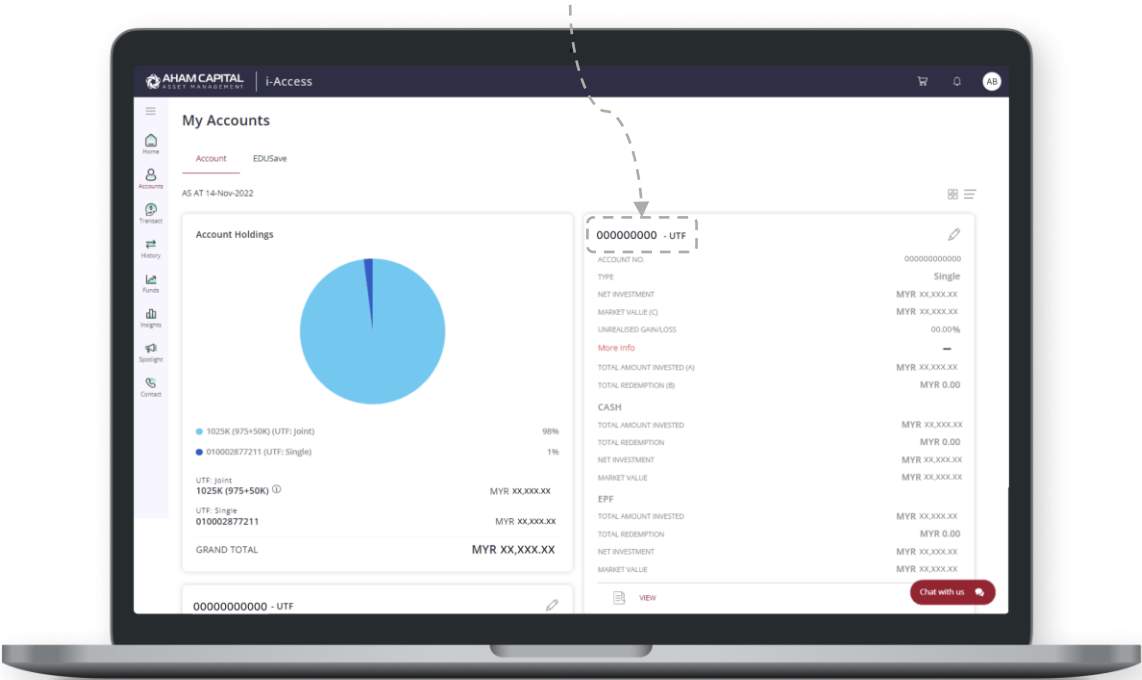 AHAM CAPITAL
ASSET MANAGEMENT
i-Access
AB
Home
Accounts
Transact
History
Funds
Insights
Spotlight
Contact
My Accounts
Account EDUSave
AS AT 14-Nov-2022
Account Holdings
1025K (975+50K) (UTF: Joint) 98%
010002877211 (UTF: Single) 1%
UTF: Joint
1025K (975+50K) MYR XX,XXX.XX
UTF: Single
010002877211 MYR XX,XXX.XX
GRAND TOTAL MYR XX,XXX.XX
00000000000 - UTF
000000000 - UTF
ACCOUNT NO. 000000000000
TYPE Single
NET INVESTMENT MYR XX,XXX.XX
MARKET VALUE (C) MYR XX,XXX.XX
UNREALISED GAIN/LOSS 00.00%
More Info
TOTAL AMOUNT INVESTED (A) MYR XX,XXX.XX
TOTAL REDEMPTION (B) MYR 0.00
CASH
TOTAL AMOUNT INVESTED MYR XX,XXX.XX
TOTAL REDEMPTION MYR 0.00
NET INVESTMENT MYR XX,XXX.XX
MARKET VALUE MYR XX,XXX.XX
EPF
TOTAL AMOUNT INVESTED MYR XX,XXX.XX
TOTAL REDEMPTION MYR 0.00
NET INVESTMENT MYR XX,XXX.XX
MARKET VALUE MYR XX,XXX.XX
VIEW
Chat with us